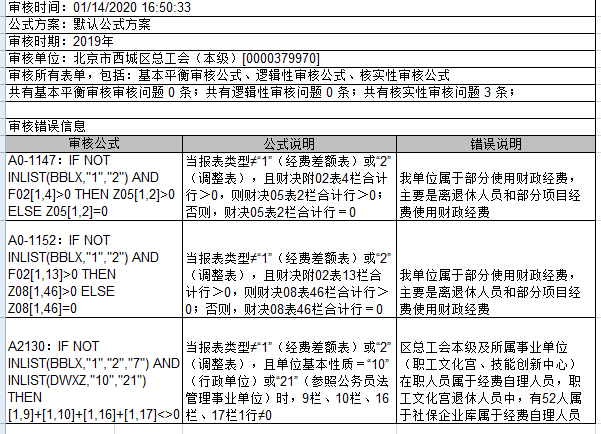 审核时间：01/14/2020 16:50:33
公式方案：默认公式方案
审核时期：2019年
审核单位：北京市西城区总工会（本级）[0000379970]
审核所有表单，包括：基本平衡审核公式、逻辑性审核公式、核实性审核公式
共有基本平衡审核审核问题 0 条；共有逻辑性审核问题 0 条；共有核实性审核问题 3 条；
审核错误信息
审核公式
公式说明
错误说明
A0-1147：IF NOT
INLIST(BBLX,"1","2") AND
F02[1,4]>0 THEN Z05[1,2]>0
ELSE Z05[1,2]=0
当报表类型≠“1”（经费差额表）或“2”
（调整表），且财决附02表4栏合计
行＞0，则财决05表2栏合计行＞0；
否则，财决05表2栏合计行＝0
我单位属于部分使用财政经费，
主要是离退休人员和部分项目经
费使用财政经费
A0-1152：IF NOT
INLIST(BBLX,"1","2") AND
F02[1,13]>0 THEN
Z08[1,46]>0 ELSE
Z08[1,46]=0
当报表类型≠“1”（经费差额表）或“2”
（调整表），且财决附02表13栏合
计行＞0，则财决08表46栏合计行＞
0；否则，财决08表46栏合计行＝0
我单位属于部分使用财政经费，
主要是离退休人员和部分项目经
费使用财政经费
A2130：IF NOT
INLIST(BBLX,"1","2","7") AND
INLIST(DWXZ,"10","21")
THEN
[1,9]+[1,10]+[1,16]+[1,17]<>0
当报表类型≠“1”（经费差额表）或“2”
（调整表），且单位基本性质＝“10”
（行政单位）或“21”（参照公务员法
管理事业单位）时，9栏、10栏、16
栏、17栏1行≠0
区总工会本级及所属事业单位
（职工文化宫、技能创新中心）
在职人员属于经费自理人员，职
工文化宫退休人员中，有52人属
于社保企业库属于经费自理人员